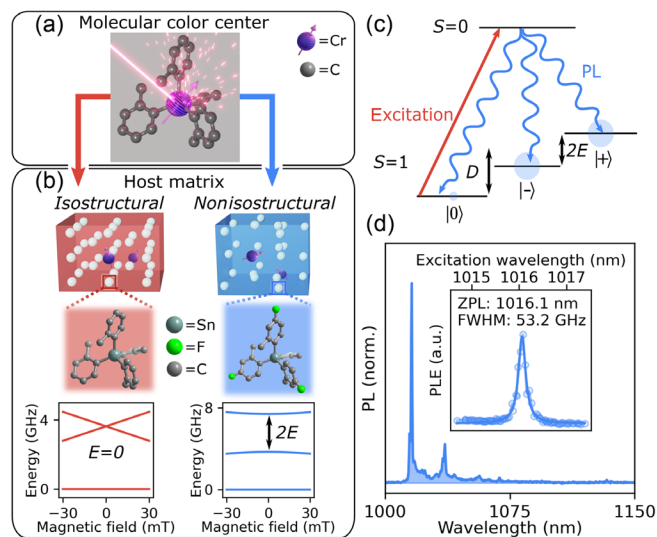 (a)
Molecular color center
=Cr
=C
(b)
Host matrix
Isostructural
Nonisostructural
=Sn
=F
=C
Energy (GHz)
4
0
E=0
−30 0 30
Magnetic field (mT)
Energy (GHz)
8
0
2E
−30 0 30
Magnetic field (mT)
(c)
S=0
Excitation
PL
S=1
D
2E
|0⟩
|-⟩
|+⟩
(d)
PL (norm.)
Excitation wavelength (nm)
1015 1016 1017
ZPL: 1016.1 nm
FWHM: 53.2 GHz
PLE (a.u.)
1000 1075 1150
Wavelength (nm)